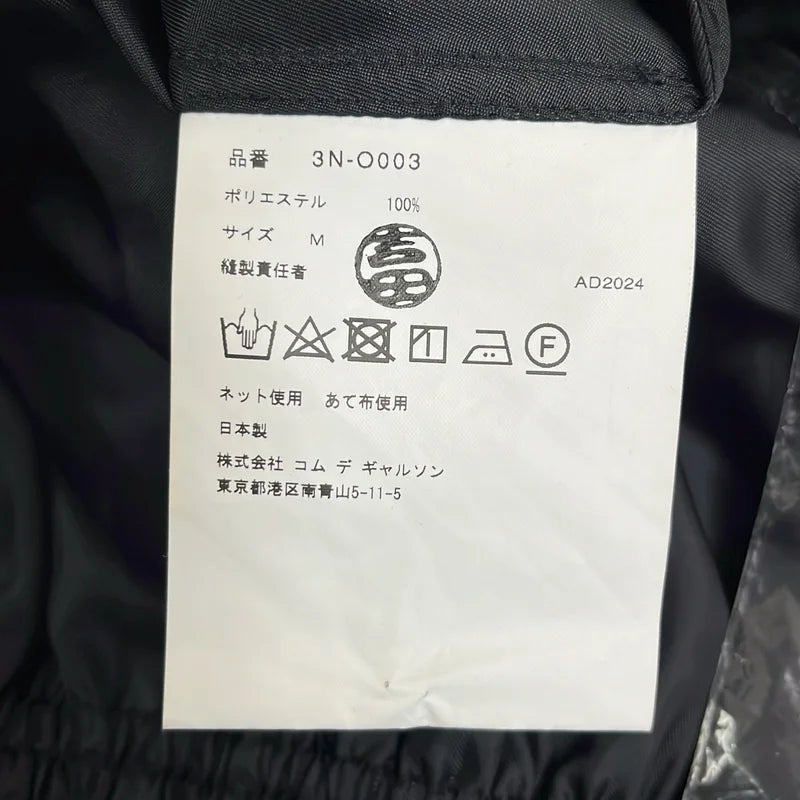 品番 3N-O003
ポリエステル 100%
サイズ M
縫製責任者
AD2024
F
ネット使用 あて布使用
日本製
株式会社 コム デ ギャルソン
東京都港区南青山5-11-5